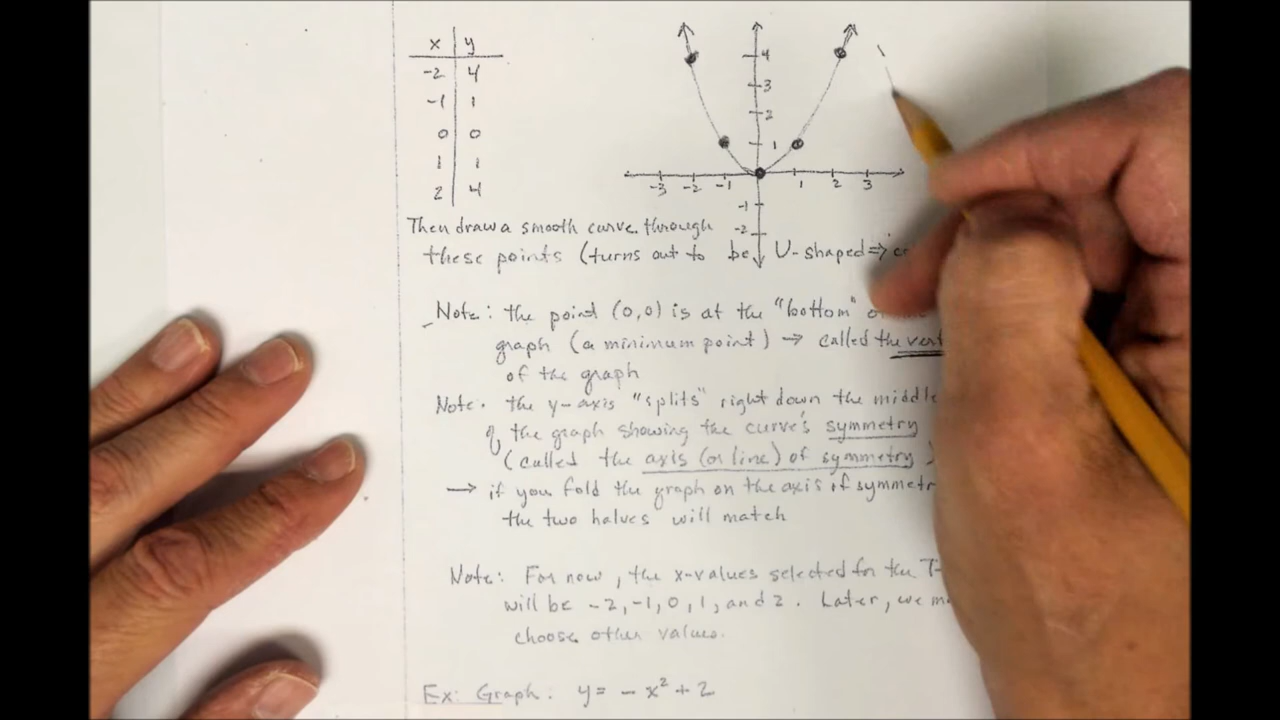 x y
-2 4
-1 1
0 0
1 1
2 4
4
3
2
1
-3 -2 -1 1 2 3
-1
-2
Then draw a smooth curve through
these points (turns out to be U-shaped ⇒
Note: the point (0,0) is at the "bottom"
graph (a minimum point) → called the
of the graph
Note. the y-axis "splits" right down the middle
of the graph showing the curve's symmetry
(called the axis (or line) of symmetry)
→ if you fold the graph on the axis if
the two halves will match
Note: For now, the x-values selected for the
will be -2, -1, 0, 1, and 2. Later, we
choose other values.
Ex: Graph: y = -x² + 2